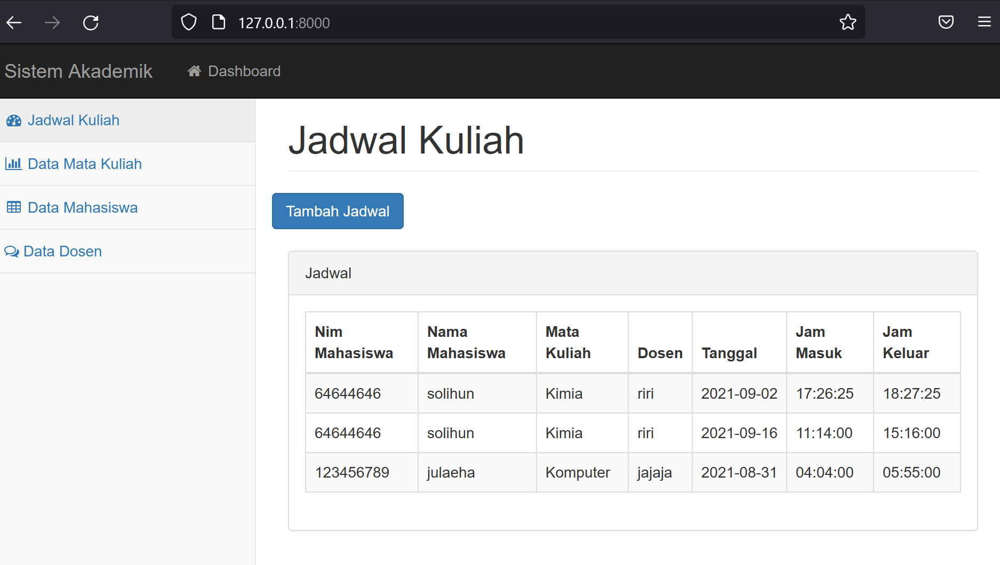 127.0.0.1:8000
Sistem Akademik Dashboard
Jadwal Kuliah
Data Mata Kuliah
Data Mahasiswa
Data Dosen
Jadwal Kuliah
Tambah Jadwal
Jadwal
Nim Mahasiswa Nama Mahasiswa Mata Kuliah Dosen Tanggal Jam Masuk Jam Keluar
64644646 solihun Kimia riri 2021-09-02 17:26:25 18:27:25
64644646 solihun Kimia riri 2021-09-16 11:14:00 15:16:00
123456789 julaeha Komputer jajaja 2021-08-31 04:04:00 05:55:00